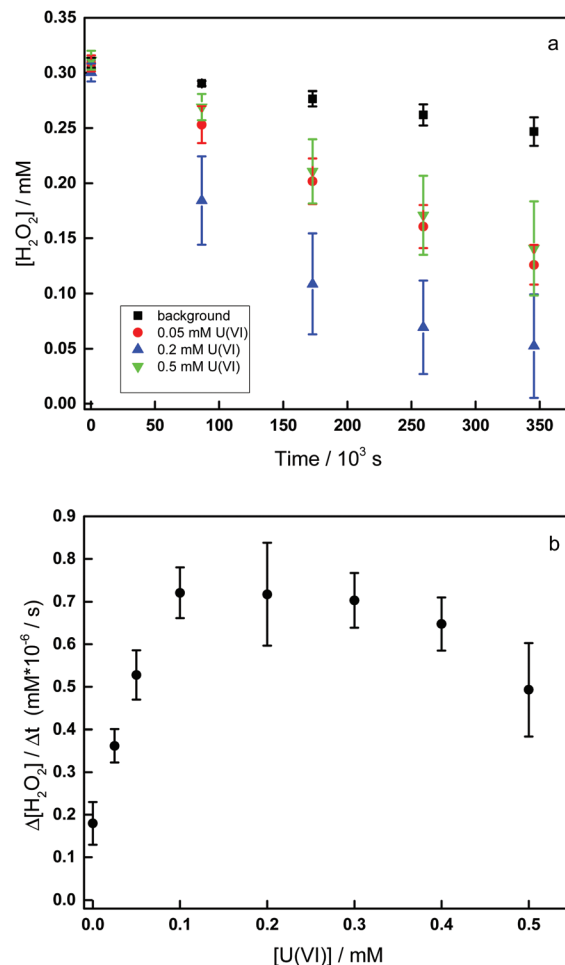 a
0.30
0.25
0.20
0.15
0.10
0.05
0.00
[H₂O₂] / mM
background
0.05 mM U(VI)
0.2 mM U(VI)
0.5 mM U(VI)
0 50 100 150 200 250 300 350
Time / 10³ s
b
0.9
0.8
0.7
0.6
0.5
0.4
0.3
0.2
0.1
0.0
Δ[H₂O₂] / Δt (mM*10⁻⁶ / s)
0.0 0.1 0.2 0.3 0.4 0.5
[U(VI)] / mM